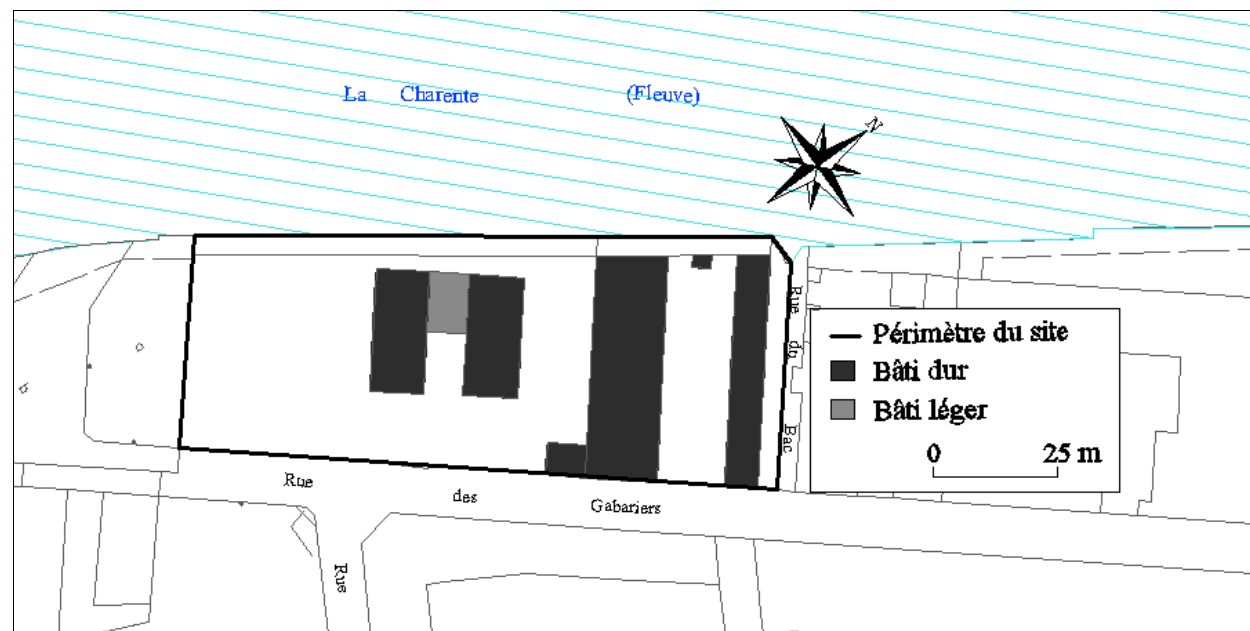 La Charente (Fleuve)
N
Rue du Bac
Périmètre du site
Bâti dur
Bâti léger
0 25 m
Rue des Gabariers
Rue